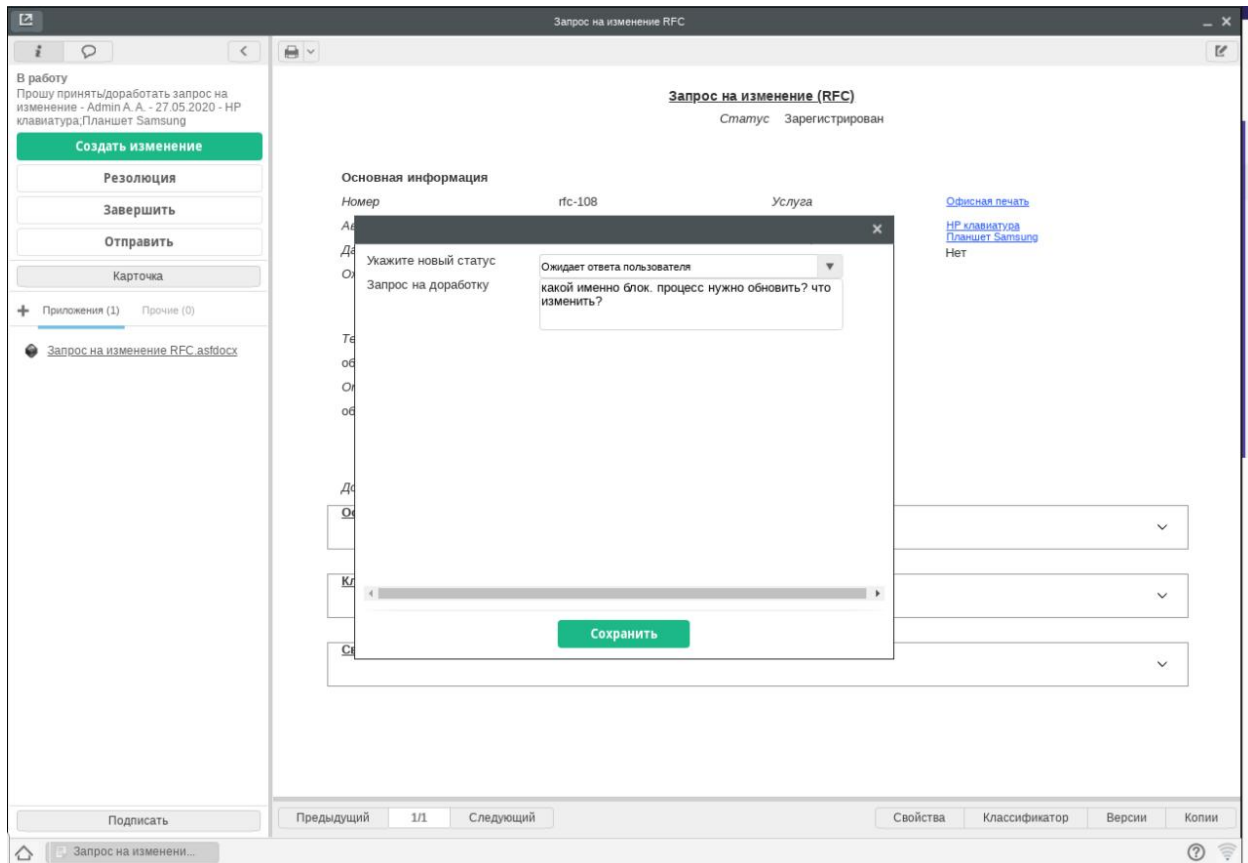 Запрос на изменение RFC
В работу
Прошу принять/доработать запрос на
изменение - Admin A. A. - 27.05.2020 - HP
клавиатура;Планшет Samsung
Создать изменение
Резолюция
Завершить
Отправить
Карточка
Приложения (1) Прочие (0)
Запрос на изменение RFC.asfdocx
Подписать
Запрос на изменение (RFC)
Статус Зарегистрирован
Основная информация
Номер rfc-108 Услуга Офисная печать
HP клавиатура
Планшет Samsung
Нет
Укажите новый статус Ожидает ответа пользователя
Запрос на доработку какой именно блок. процесс нужно обновить? что
изменить?
Сохранить
Предыдущий 1/1 Следующий Свойства Классификатор Версии Копии
Запрос на изменени...